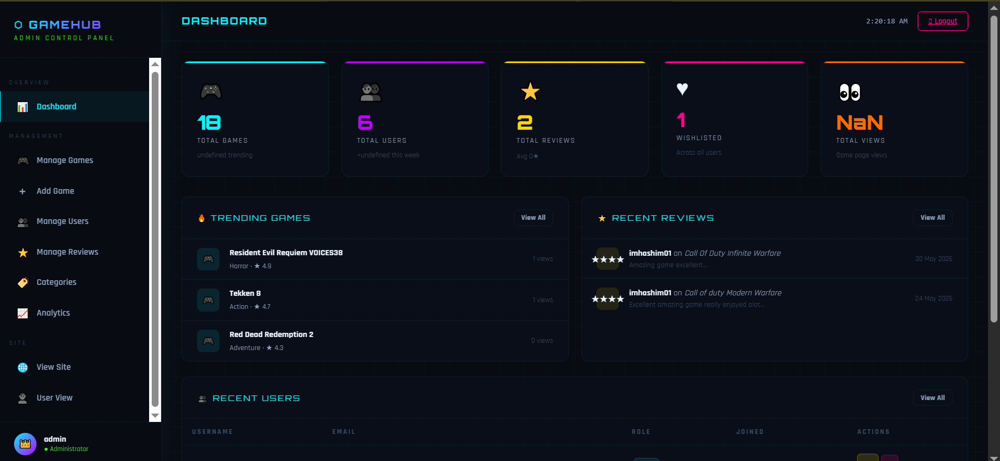 GAMEHUB
ADMIN CONTROL PANEL
OVERVIEW
Dashboard
MANAGEMENT
Manage Games
Add Game
Manage Users
Manage Reviews
Categories
Analytics
SITE
View Site
User View
admin
● Administrator
DASHBOARD
2:20:18 AM
Logout
18
TOTAL GAMES
undefined trending
6
TOTAL USERS
+undefined this week
2
TOTAL REVIEWS
Avg 0★
1
WISHLISTED
Across all users
NaN
TOTAL VIEWS
Game page views
TRENDING GAMES
View All
Resident Evil Requiem VOICES38
Horror · ★ 4.9
1 views
Tekken 8
Action · ★ 4.7
1 views
Red Dead Redemption 2
Adventure · ★ 4.3
0 views
RECENT REVIEWS
View All
★★★★ imhashim01 on Call Of Duty Infinite Warfare
Amazing game excellent...
30 May 2026
★★★★ imhashim01 on Call of duty Modern Warfare
Excellent amazing game really enjoyed alot...
24 May 2026
RECENT USERS
View All
USERNAME EMAIL ROLE JOINED ACTIONS